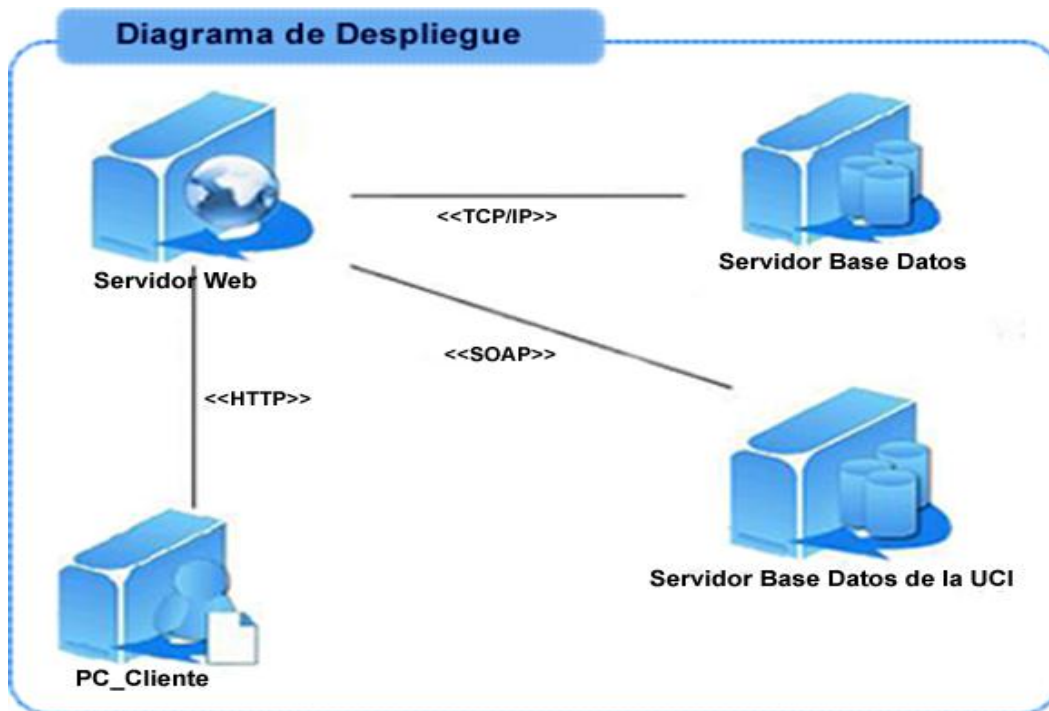 Diagrama de Despliegue
<<TCP/IP>>
Servidor Web
Servidor Base Datos
<<SOAP>>
<<HTTP>>
Servidor Base Datos de la UCI
PC_Cliente